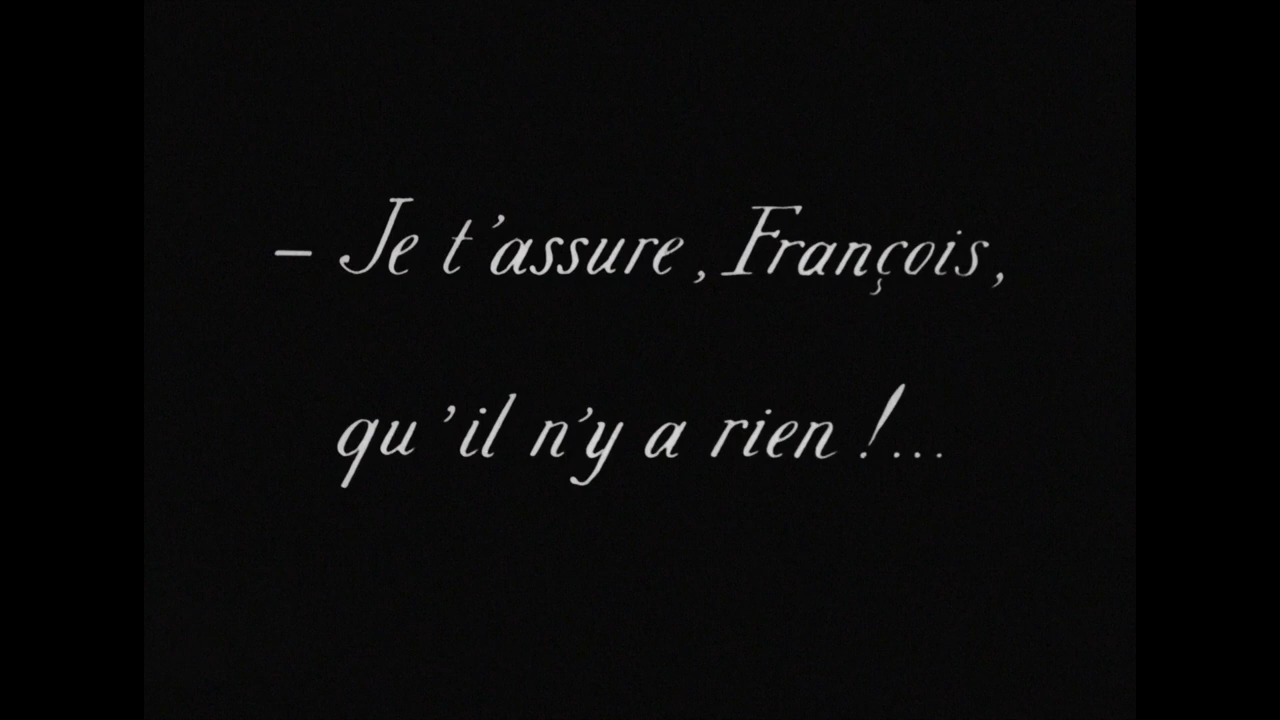 – Je t'assure, François,
qu'il n'y a rien !...